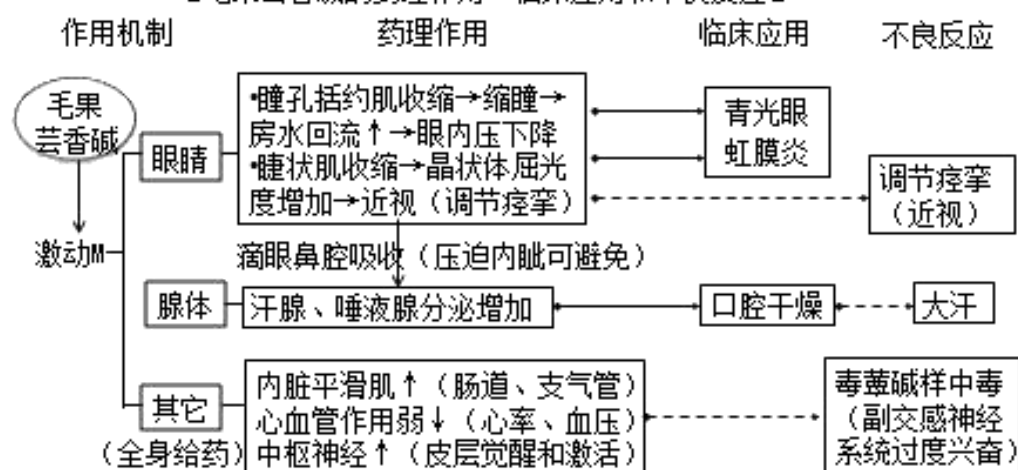 作用机制 药理作用 临床应用 不良反应
毛果
芸香碱
激动M
眼睛
•瞳孔括约肌收缩→缩瞳→
房水回流↑→眼内压下降
•睫状肌收缩→晶状体屈光
度增加→近视（调节痉挛）
青光眼
虹膜炎
调节痉挛
（近视）
滴眼鼻腔吸收（压迫内眦可避免）
腺体
汗腺、唾液腺分泌增加
口腔干燥
大汗
其它
（全身给药）
内脏平滑肌↑（肠道、支气管）
心血管作用弱↓（心率、血压）
中枢神经↑（皮层觉醒和激活）
毒蕈碱样中毒
（副交感神经
系统过度兴奋）